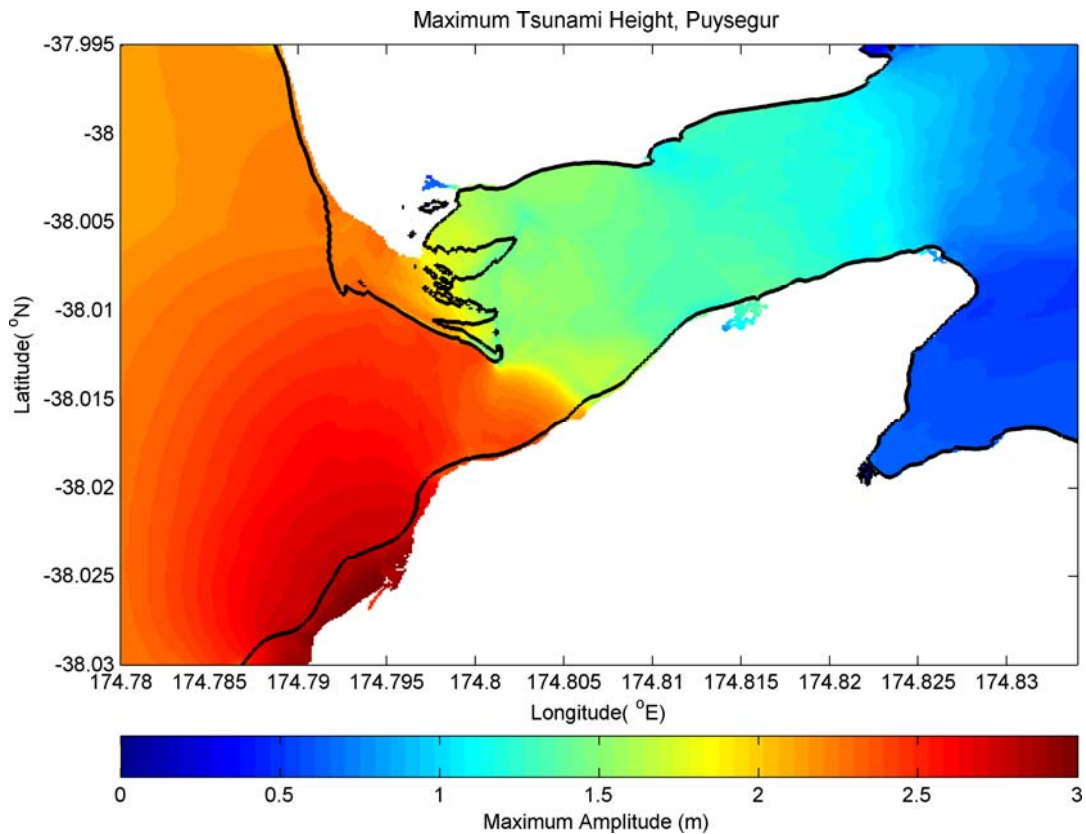 Maximum Tsunami Height, Puysegur
-37.995
-38
-38.005
-38.01
-38.015
-38.02
-38.025
-38.03
Latitude( °N)
174.78 174.785 174.79 174.795 174.8 174.805 174.81 174.815 174.82 174.825 174.83
Longitude( °E)
0 0.5 1 1.5 2 2.5 3
Maximum Amplitude (m)